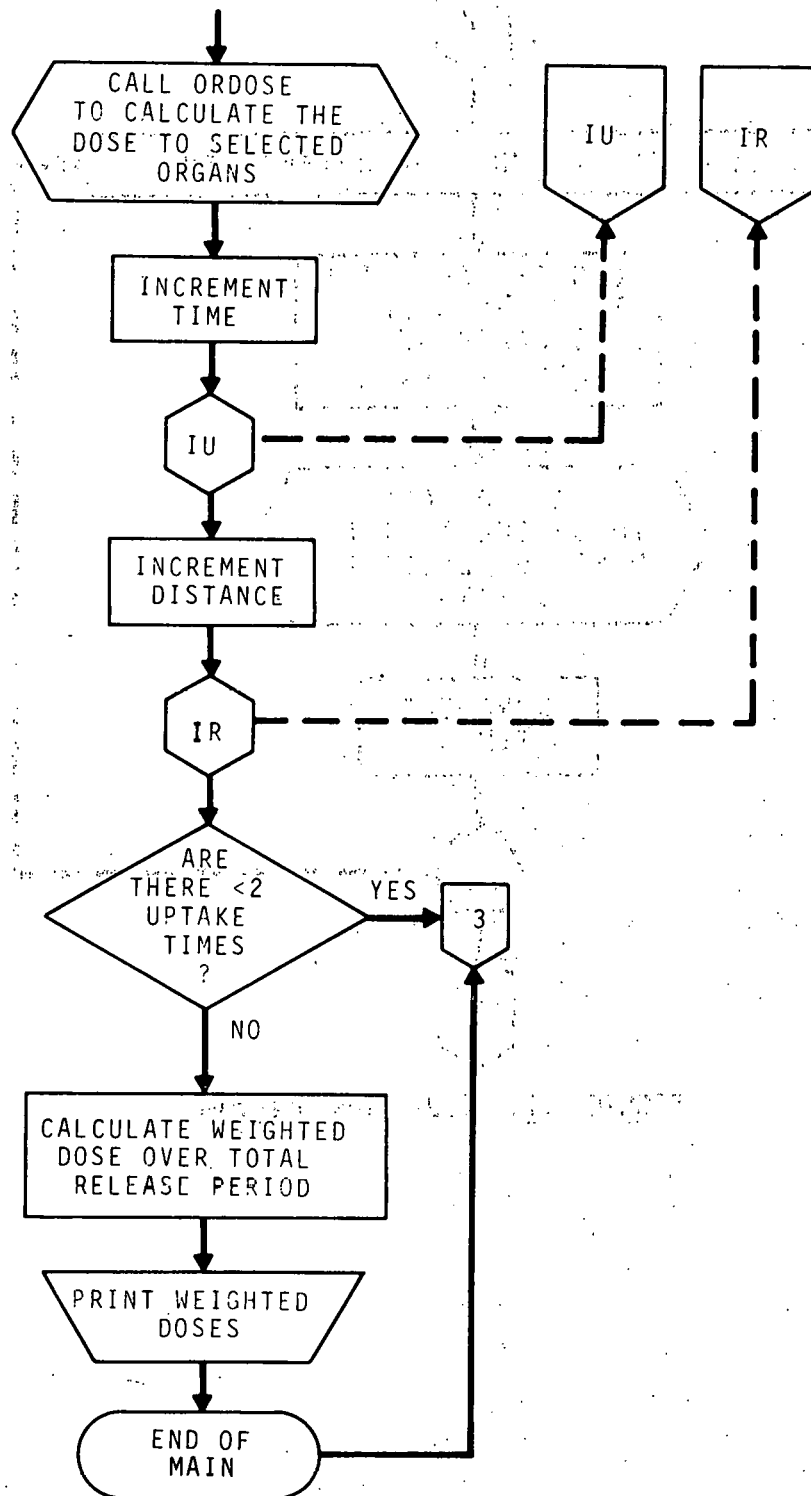 CALL ORDOSE
TO CALCULATE THE
DOSE TO SELECTED
ORGANS
IU
IR
INCREMENT
TIME
IU
INCREMENT
DISTANCE
IR
ARE
THERE <2
UPTAKE
TIMES
?
YES
3
NO
CALCULATE WEIGHTED
DOSE OVER TOTAL
RELEASE PERIOD
PRINT WEIGHTED
DOSES
END OF
MAIN